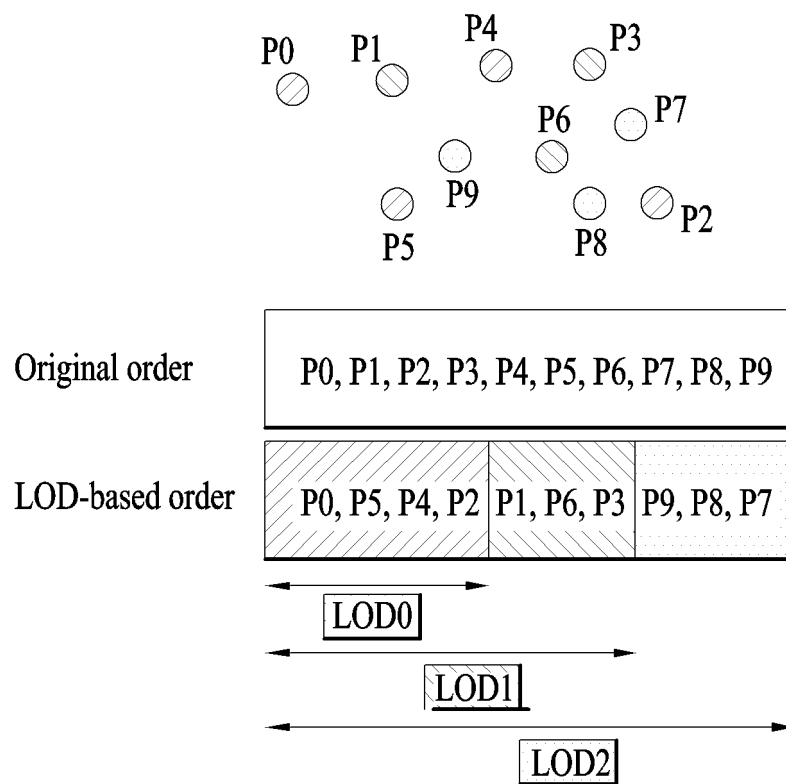 P4
P3
P0
P1
P7
P6
P9
P2
P5
P8
Original order
P0, P1, P2, P3, P4, P5, P6, P7, P8, P9
LOD-based order
P0, P5, P4, P2
P1, P6, P3
P9, P8, P7
LOD0
LOD1
LOD2